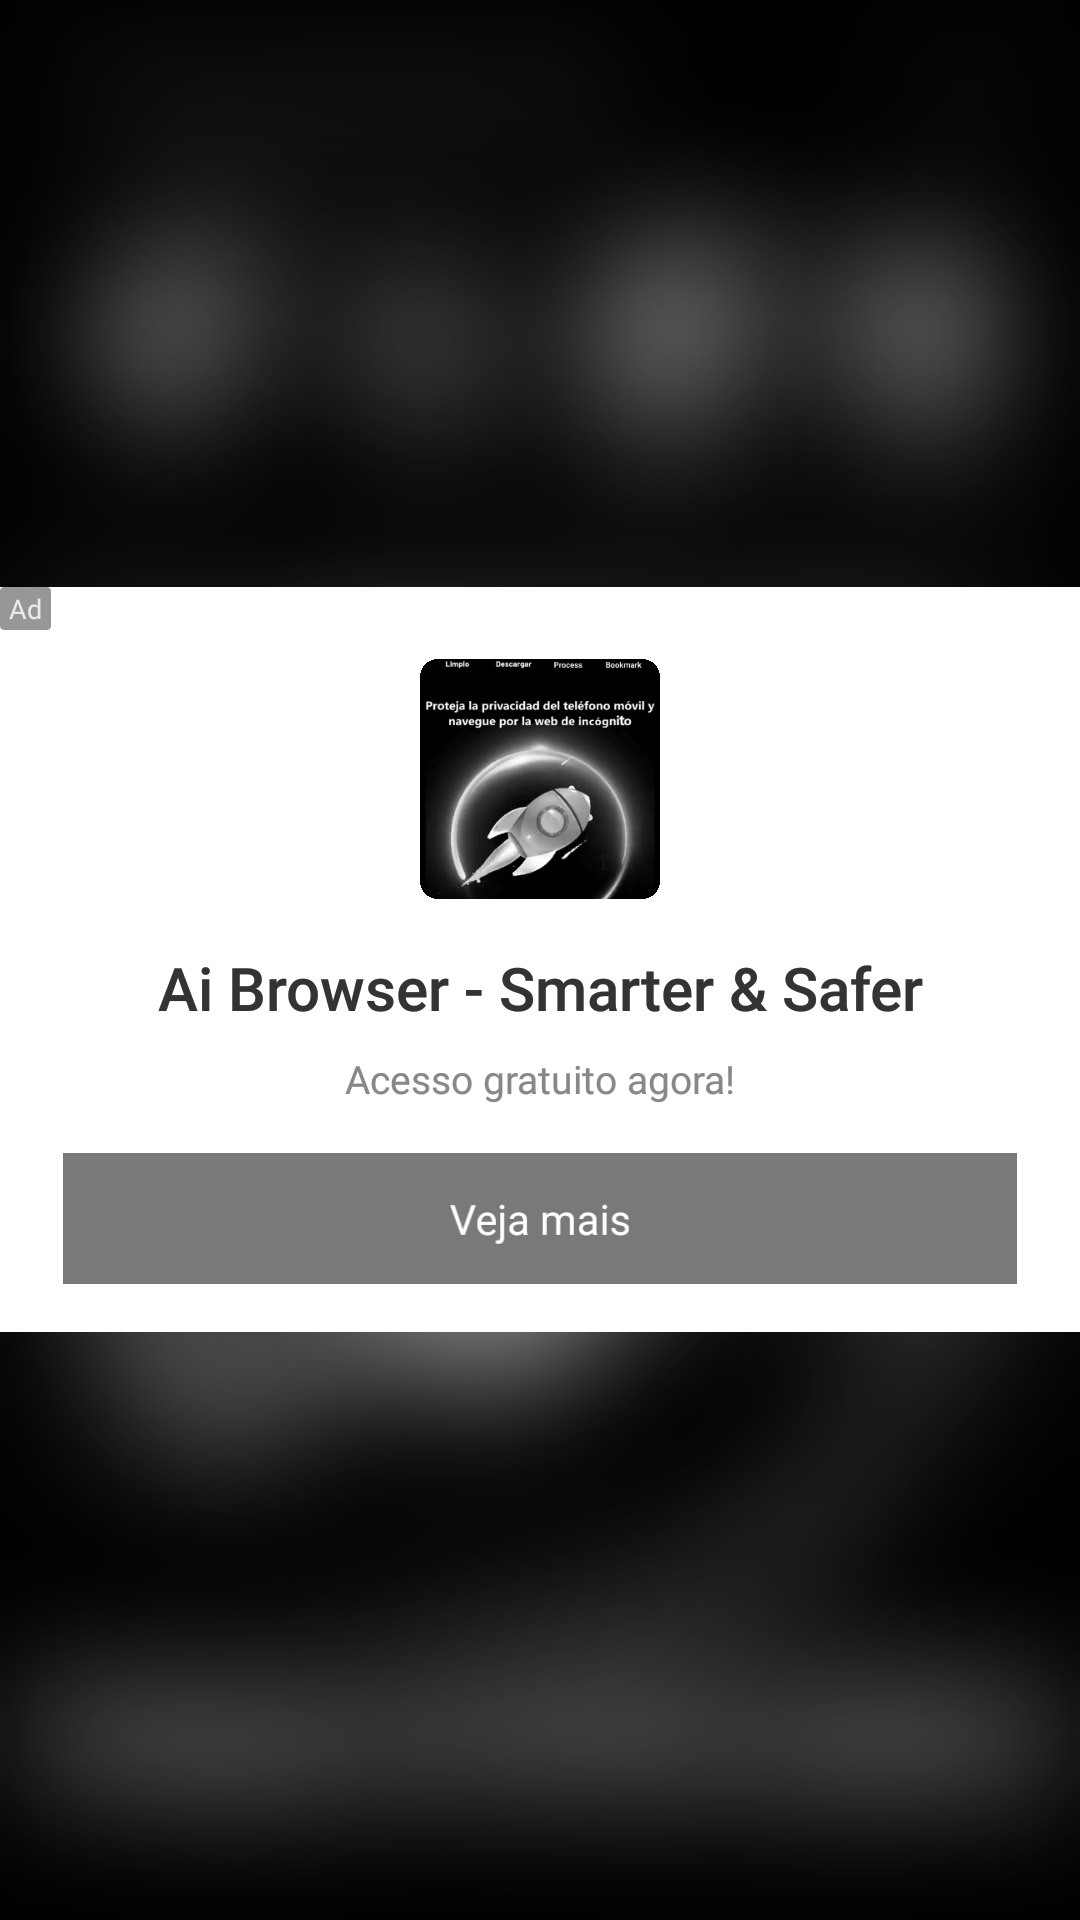 Ad
Limpio Descargar Process Bookmark
Proteja la privacidad del teléfono móvil y
navegue por la web de incógnito
Ai Browser - Smarter & Safer
Acesso gratuito agora!
Veja mais